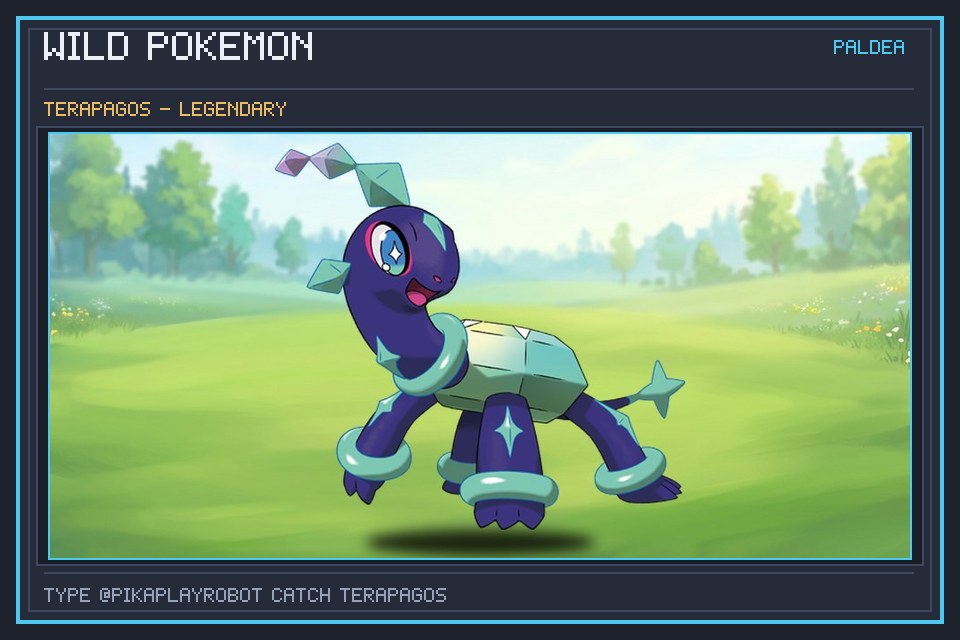 WILD POKEMON
PALDEA
TERAPAGOS - LEGENDARY
TYPE @PIKAPLAYROBOT CATCH TERAPAGOS